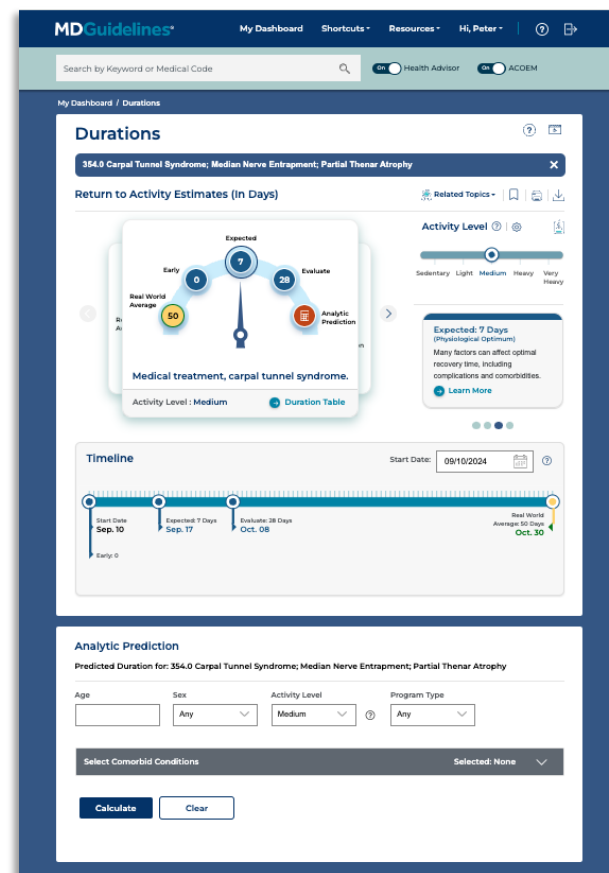 MDGuidelines®
My Dashboard Shortcuts Resources Hi, Peter ?
Search by Keyword or Medical Code On Health Advisor On ACOEM
My Dashboard / Durations
Durations ?
354.0 Carpal Tunnel Syndrome; Median Nerve Entrapment; Partial Thenar Atrophy X
Return to Activity Estimates (In Days) Related Topics
Activity Level ?
Sedentary Light Medium Heavy Very Heavy
Expected
7
Early
0
Evaluate
28
Real World Average
50
Analytic Prediction
Medical treatment, carpal tunnel syndrome.
Activity Level : Medium Duration Table
Expected: 7 Days
(Physiological Optimum)
Many factors can affect optimal
recovery time, including
complications and comorbidities.
Learn More
Timeline Start Date: 09/10/2024 ?
Start Date
Sep. 10
Early: 0
Expected: 7 Days
Sep. 17
Evaluate: 28 Days
Oct. 08
Real World
Average: 50 Days
Oct. 30
Analytic Prediction
Predicted Duration for: 354.0 Carpal Tunnel Syndrome; Median Nerve Entrapment; Partial Thenar Atrophy
Age Sex Activity Level Program Type
Any Medium ? Any
Select Comorbid Conditions Selected: None
Calculate Clear